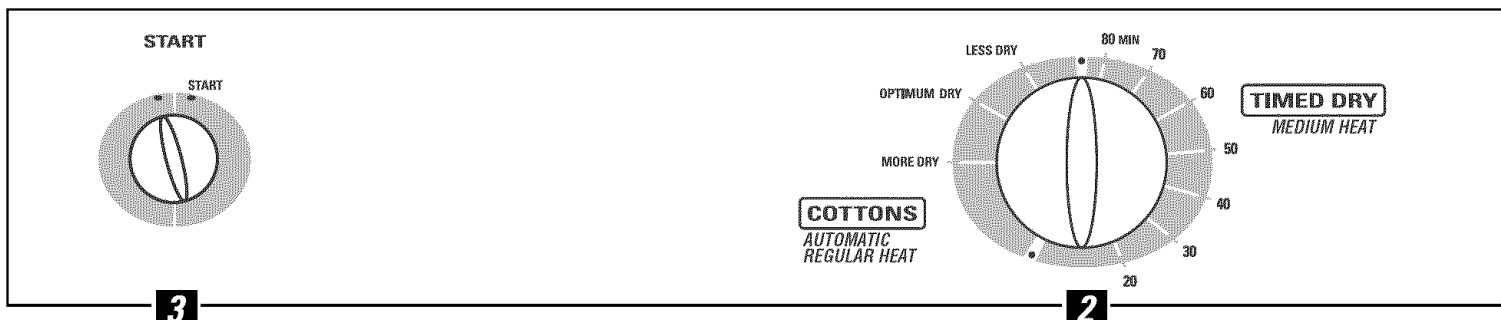 START
START
3
LESS DRY
OPTIMUM DRY
MORE DRY
COTTONS
AUTOMATIC
REGULAR HEAT
80 MIN
70
60
50
40
30
20
TIMED DRY
MEDIUM HEAT
2